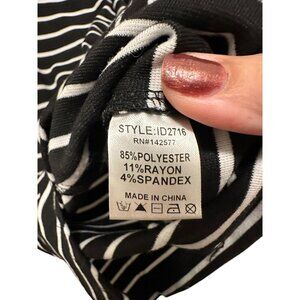 STYLE:ID2716
RN#142577
85%POLYESTER
11%RAYON
4%SPANDEX
MADE IN CHINA